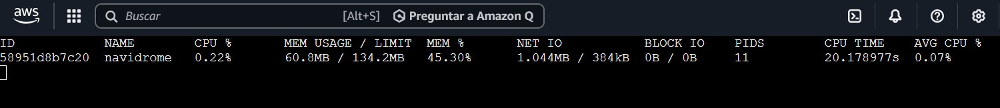 aws Buscar [Alt+S] Preguntar a Amazon Q
ID NAME CPU % MEM USAGE / LIMIT MEM % NET IO BLOCK IO PIDS CPU TIME AVG CPU %
58951d8b7c20 navidrome 0.22% 60.8MB / 134.2MB 45.30% 1.044MB / 384kB 0B / 0B 11 20.178977s 0.07%